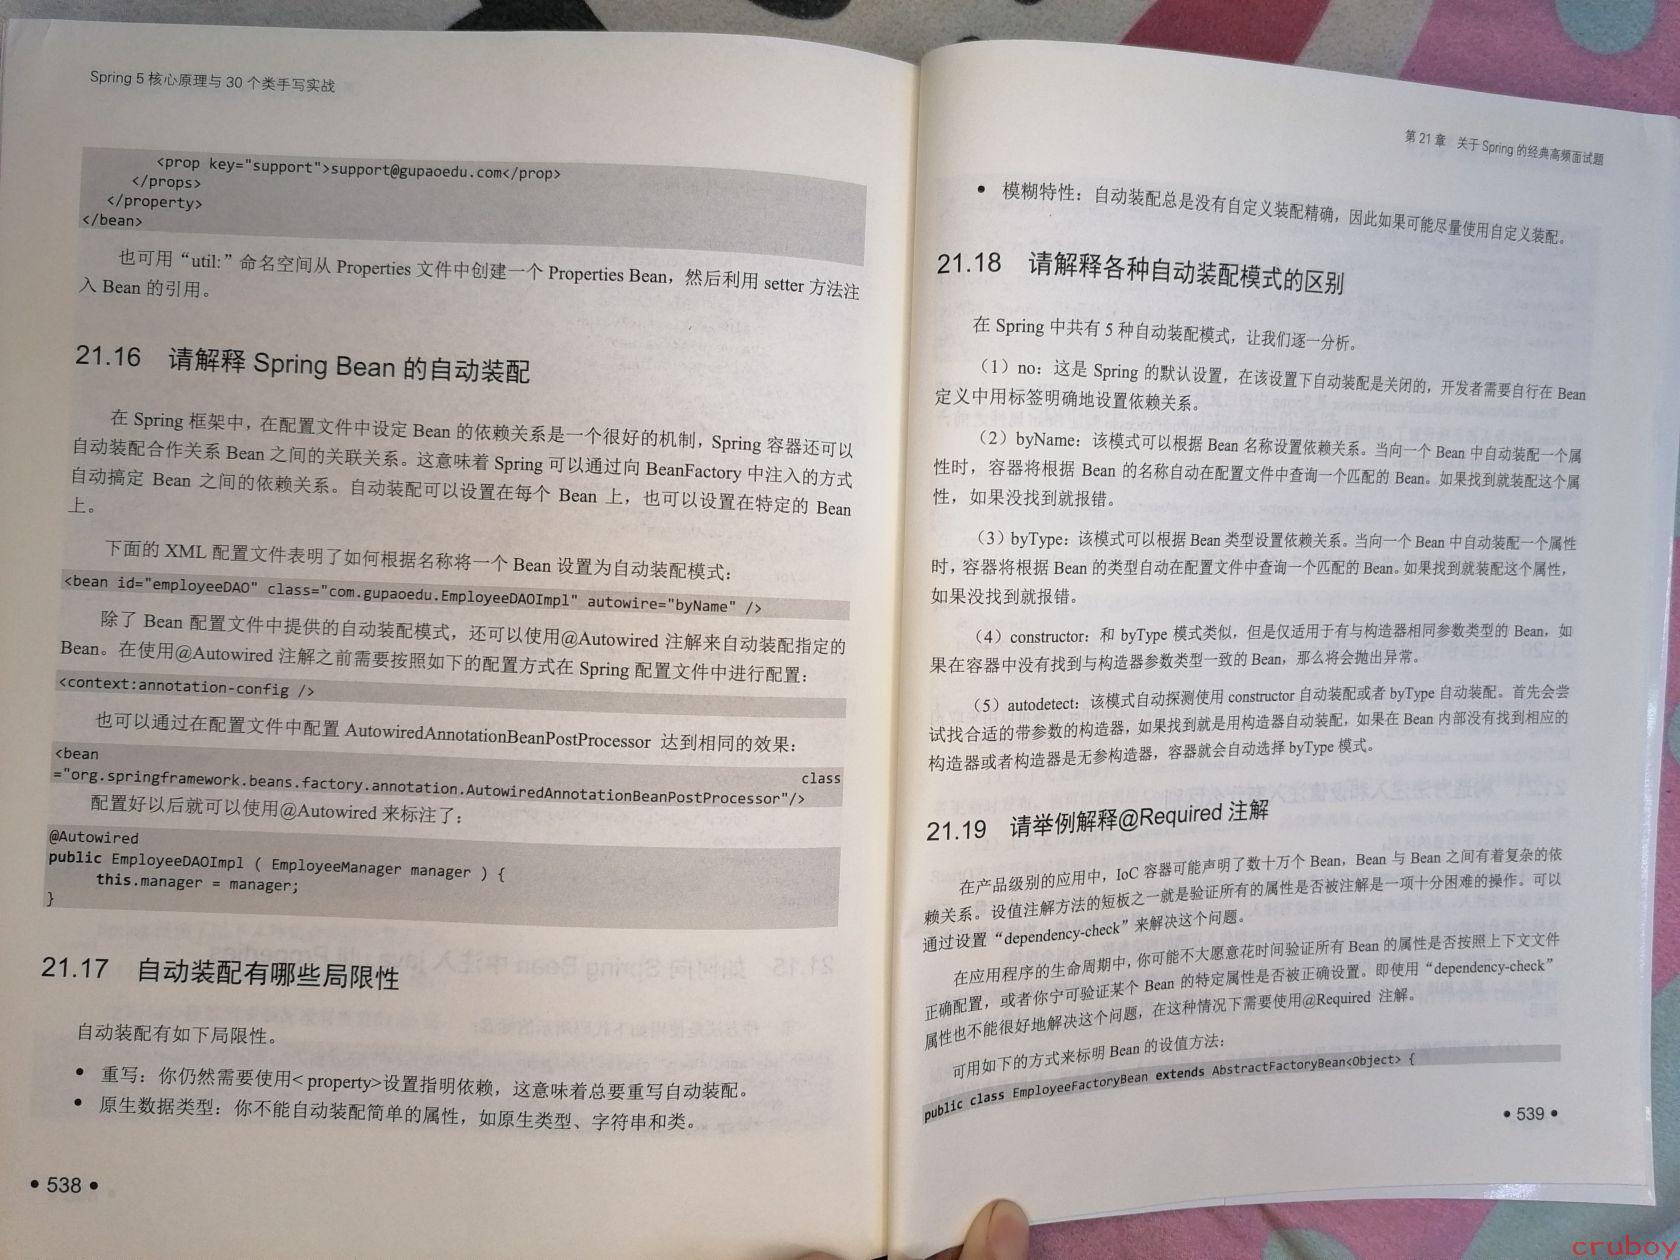 Spring 5 核心原理与 30 个类手写实战
<prop key="support">support@gupaoedu.com</prop>
</props>
</property>
</bean>
也可用“util:”命名空间从 Properties 文件中创建一个 Properties Bean，然后利用 setter 方法注
入 Bean 的引用。
21.16 请解释 Spring Bean 的自动装配
在 Spring 框架中，在配置文件中设定 Bean 的依赖关系是一个很好的机制，Spring 容器还可以
自动装配合作关系 Bean 之间的关联关系。这意味着 Spring 可以通过向 BeanFactory 中注入的方式
自动搞定 Bean 之间的依赖关系。自动装配可以设置在每个 Bean 上，也可以设置在特定的 Bean
上。
下面的 XML 配置文件表明了如何根据名称将一个 Bean 设置为自动装配模式：
<bean id="employeeDAO" class="com.gupaoedu.EmployeeDAOImpl" autowire="byName" />
除了 Bean 配置文件中提供的自动装配模式，还可以使用@Autowired 注解来自动装配指定的
Bean。在使用@Autowired 注解之前需要按照如下的配置方式在 Spring 配置文件中进行配置：
<context:annotation-config />
也可以通过在配置文件中配置 AutowiredAnnotationBeanPostProcessor 达到相同的效果：
<bean class
="org.springframework.beans.factory.annotation.AutowiredAnnotationBeanPostProcessor"/>
配置好以后就可以使用@Autowired 来标注了：
@Autowired
public EmployeeDAOImpl ( EmployeeManager manager ) {
this.manager = manager;
}
21.17 自动装配有哪些局限性
自动装配有如下局限性。
• 重写：你仍然需要使用< property>设置指明依赖，这意味着总要重写自动装配。
• 原生数据类型：你不能自动装配简单的属性，如原生类型、字符串和类。
• 538 •
第 21 章 关于 Spring 的经典高频面试题
• 模糊特性：自动装配总是没有自定义装配精确，因此如果可能尽量使用自定义装配。
21.18 请解释各种自动装配模式的区别
在 Spring 中共有 5 种自动装配模式，让我们逐一分析。
（1）no：这是 Spring 的默认设置，在该设置下自动装配是关闭的，开发者需要自行在 Bean
定义中用标签明确地设置依赖关系。
（2）byName：该模式可以根据 Bean 名称设置依赖关系。当向一个 Bean 中自动装配一个属
性时，容器将根据 Bean 的名称自动在配置文件中查询一个匹配的 Bean。如果找到就装配这个属
性，如果没找到就报错。
（3）byType：该模式可以根据 Bean 类型设置依赖关系。当向一个 Bean 中自动装配一个属性
时，容器将根据 Bean 的类型自动在配置文件中查询一个匹配的 Bean。如果找到就装配这个属性，
如果没找到就报错。
（4）constructor：和 byType 模式类似，但是仅适用于有与构造器相同参数类型的 Bean，如
果在容器中没有找到与构造器参数类型一致的 Bean，那么将会抛出异常。
（5）autodetect：该模式自动探测使用 constructor 自动装配或者 byType 自动装配。首先会尝
试找合适的带参数的构造器，如果找到就是用构造器自动装配，如果在 Bean 内部没有找到相应的
构造器或者构造器是无参构造器，容器就会自动选择 byType 模式。
21.19 请举例解释@Required 注解
在产品级别的应用中，IoC 容器可能声明了数十万个 Bean，Bean 与 Bean 之间有着复杂的依
赖关系。设值注解方法的短板之一就是验证所有的属性是否被注解是一项十分困难的操作。可以
通过设置“dependency-check”来解决这个问题。
在应用程序的生命周期中，你可能不大愿意花时间验证所有 Bean 的属性是否按照上下文文件
正确配置，或者你宁可验证某个 Bean 的特定属性是否被正确设置。即使用“dependency-check”
属性也不能很好地解决这个问题，在这种情况下需要使用@Required 注解。
可用如下的方式来标明 Bean 的设值方法：
public class EmployeeFactoryBean extends AbstractFactoryBean<Object> {
• 539 •
cruboy